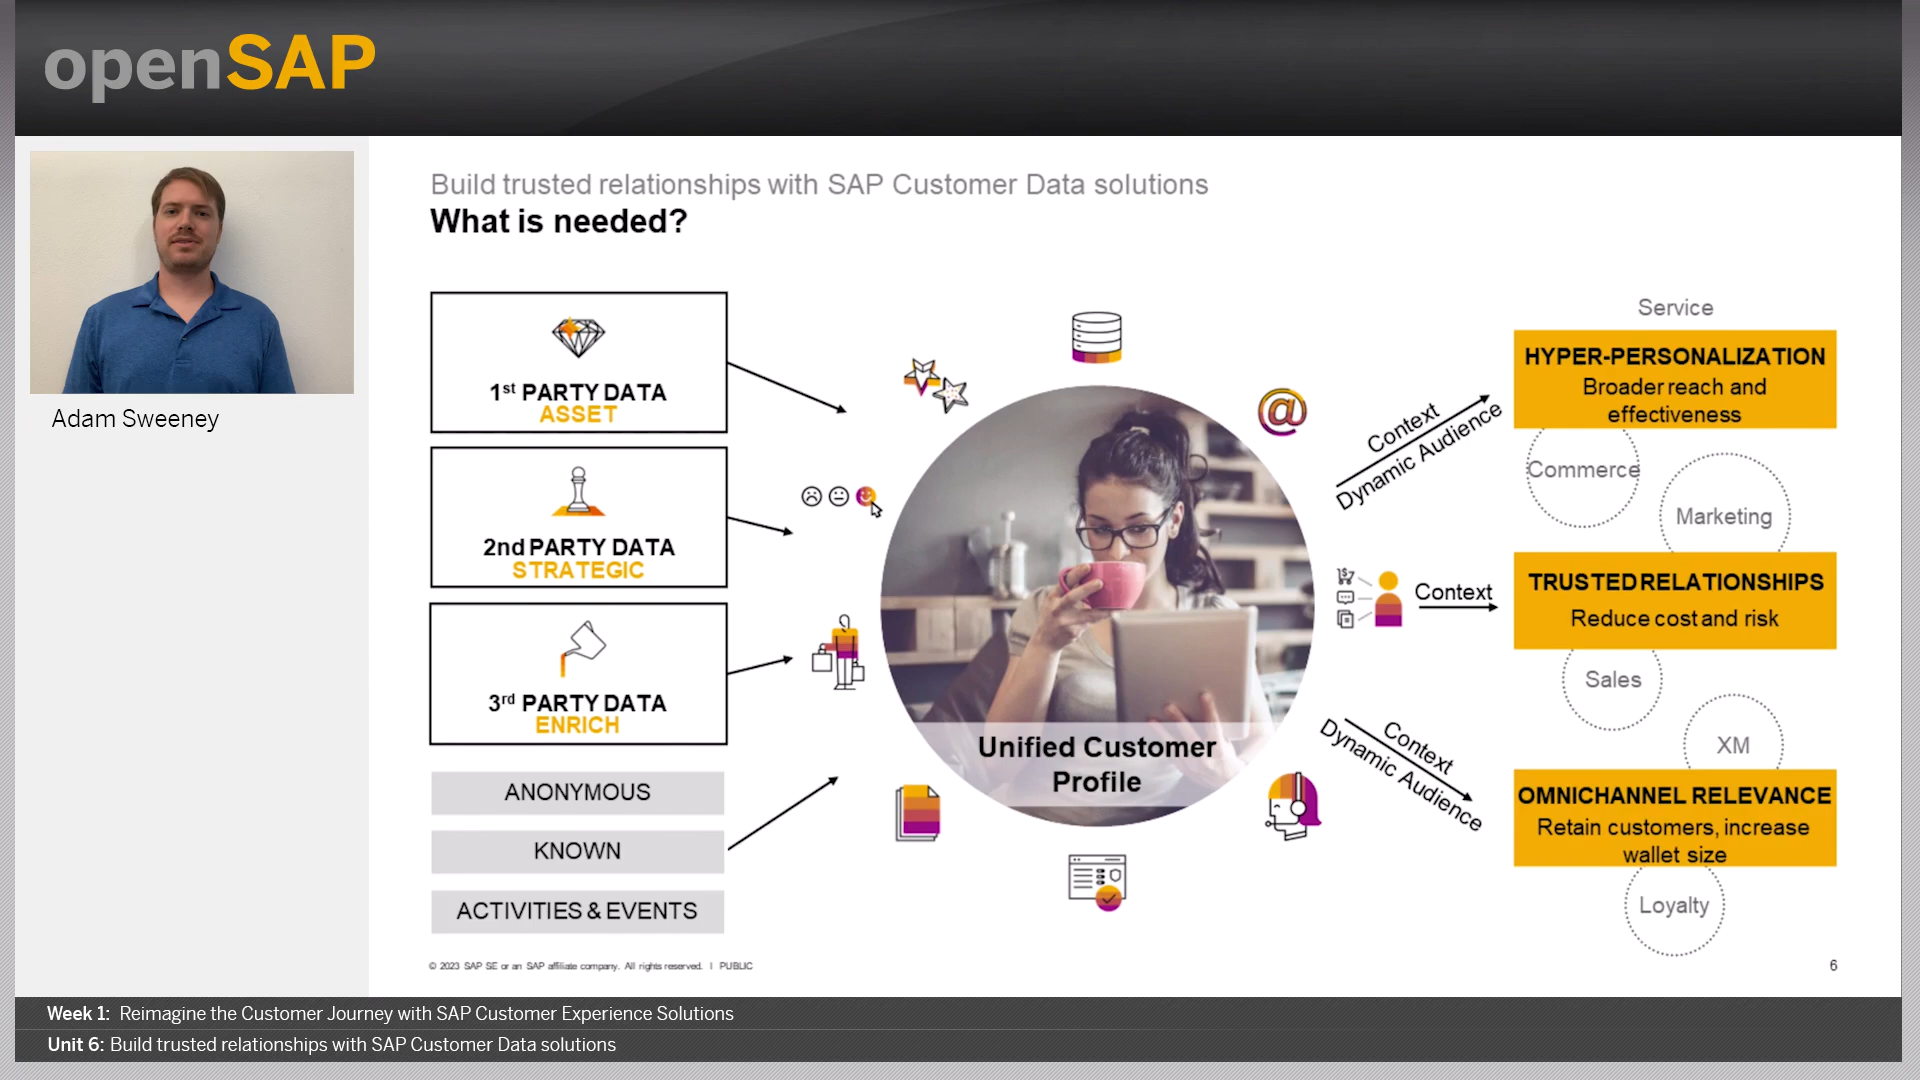 openSAP
Adam Sweeney
Build trusted relationships with SAP Customer Data solutions
What is needed?
1st PARTY DATA
ASSET
2nd PARTY DATA
STRATEGIC
3rd PARTY DATA
ENRICH
ANONYMOUS
KNOWN
ACTIVITIES & EVENTS
@
Unified Customer
Profile
Context
Dynamic Audience
Context
Context
Dynamic Audience
Service
HYPER-PERSONALIZATION
Broader reach and
effectiveness
Commerce
Marketing
TRUSTED RELATIONSHIPS
Reduce cost and risk
Sales
XM
OMNICHANNEL RELEVANCE
Retain customers, increase
wallet size
Loyalty
© 2023 SAP SE or an SAP affiliate company. All rights reserved. I PUBLIC
6
Week 1: Reimagine the Customer Journey with SAP Customer Experience Solutions
Unit 6: Build trusted relationships with SAP Customer Data solutions